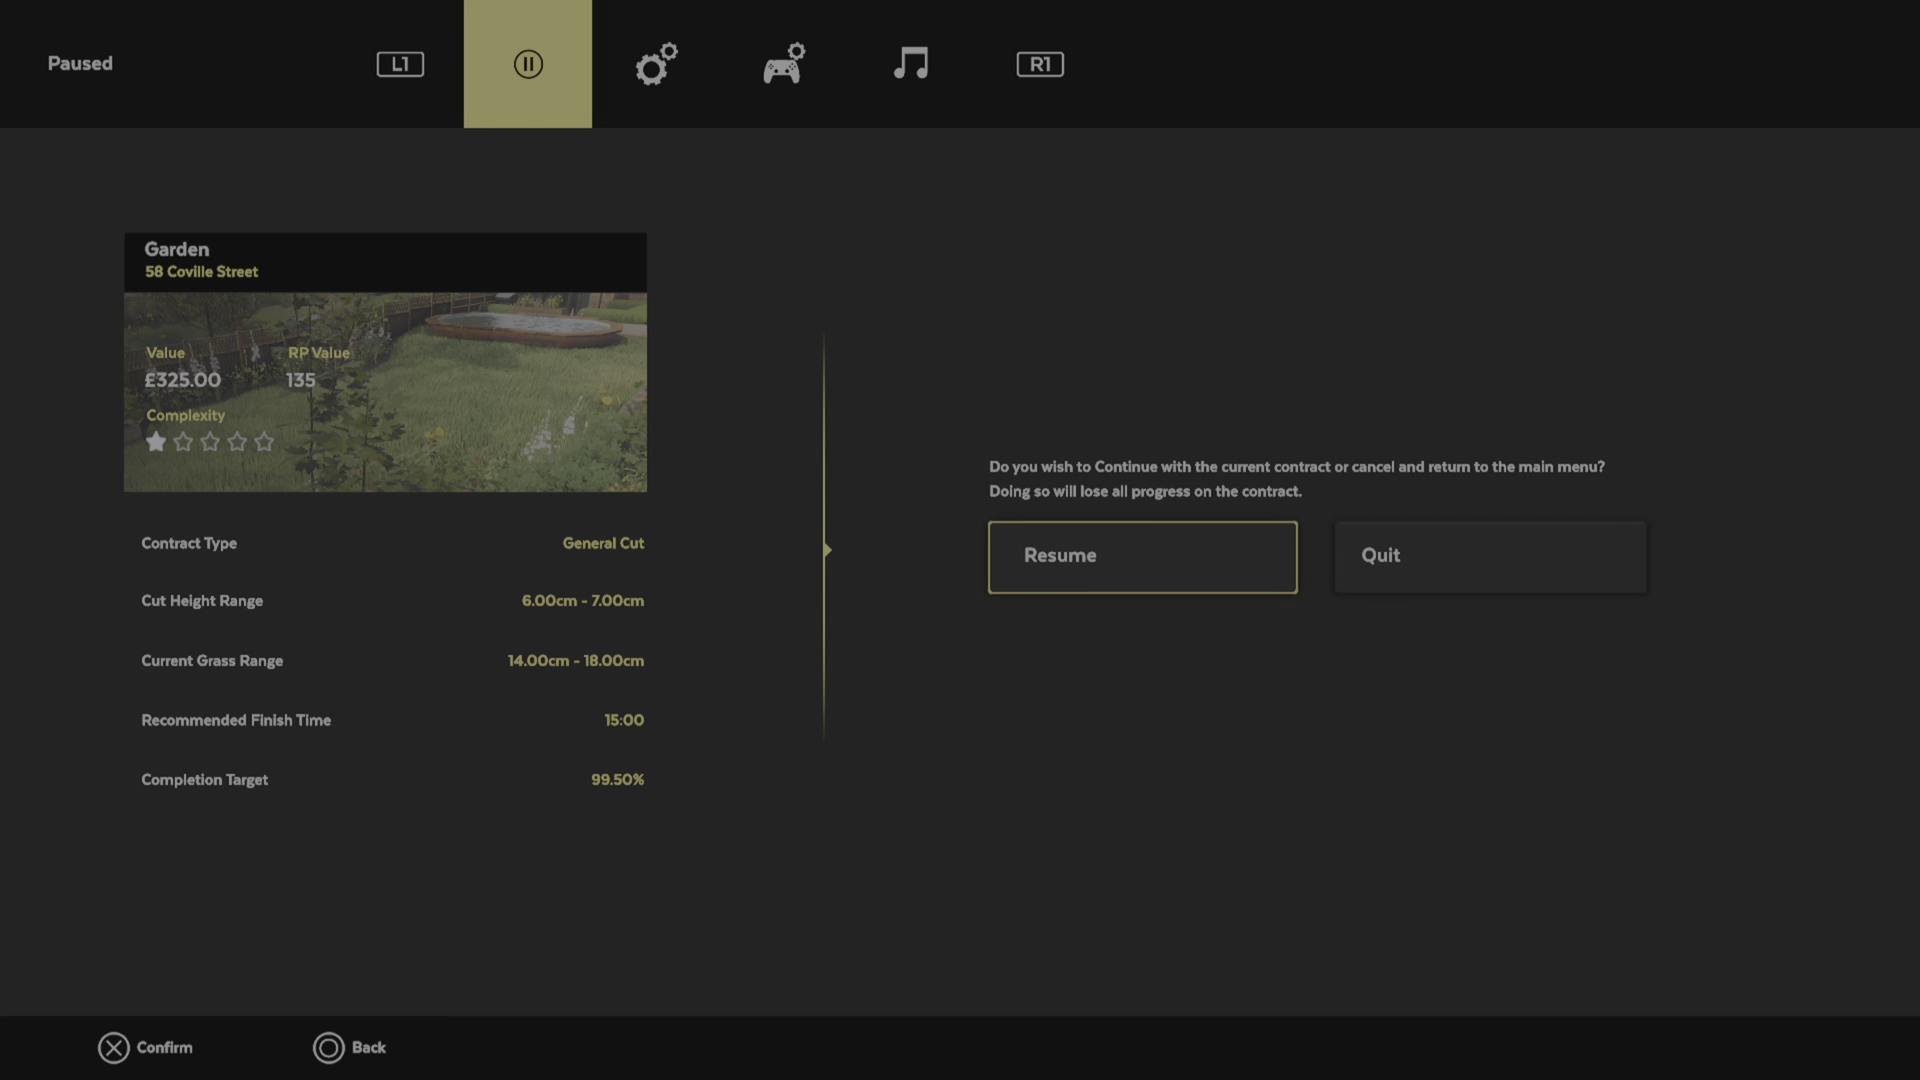 Paused
L1
R1
Garden
58 Coville Street
Value
RP Value
£325.00
135
Complexity
Contract Type
General Cut
Cut Height Range
6.00cm - 7.00cm
Current Grass Range
14.00cm - 18.00cm
Recommended Finish Time
15:00
Completion Target
99.50%
Do you wish to Continue with the current contract or cancel and return to the main menu?
Doing so will lose all progress on the contract.
Resume
Quit
Confirm
Back